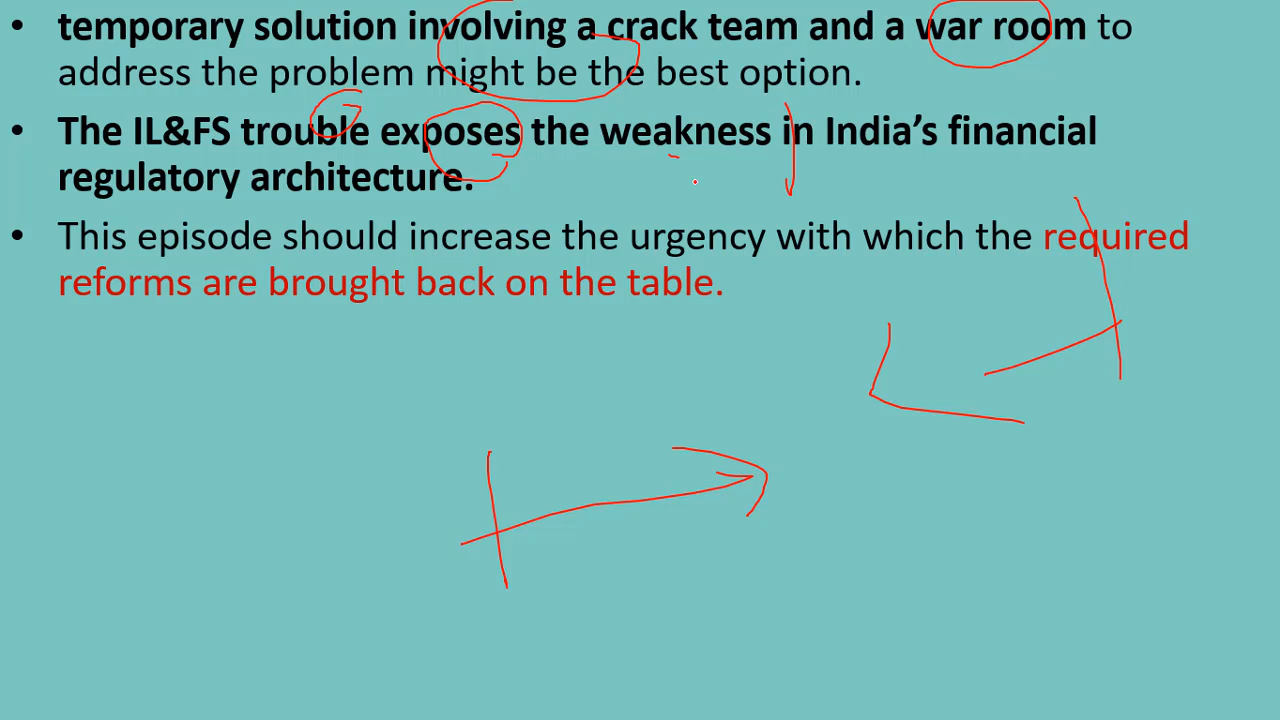 • temporary solution involving a crack team and a war room to
address the problem might be the best option.
• The IL&FS trouble exposes the weakness in India's financial
regulatory architecture.
• This episode should increase the urgency with which the required
reforms are brought back on the table.